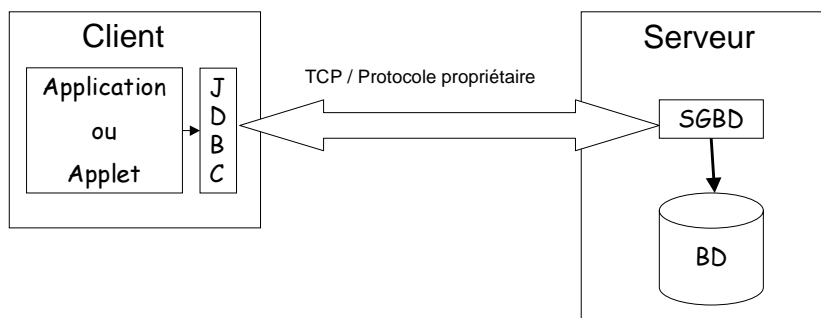 Client
Application
ou
Applet
J
D
B
C
TCP / Protocole propriétaire
Serveur
SGBD
BD